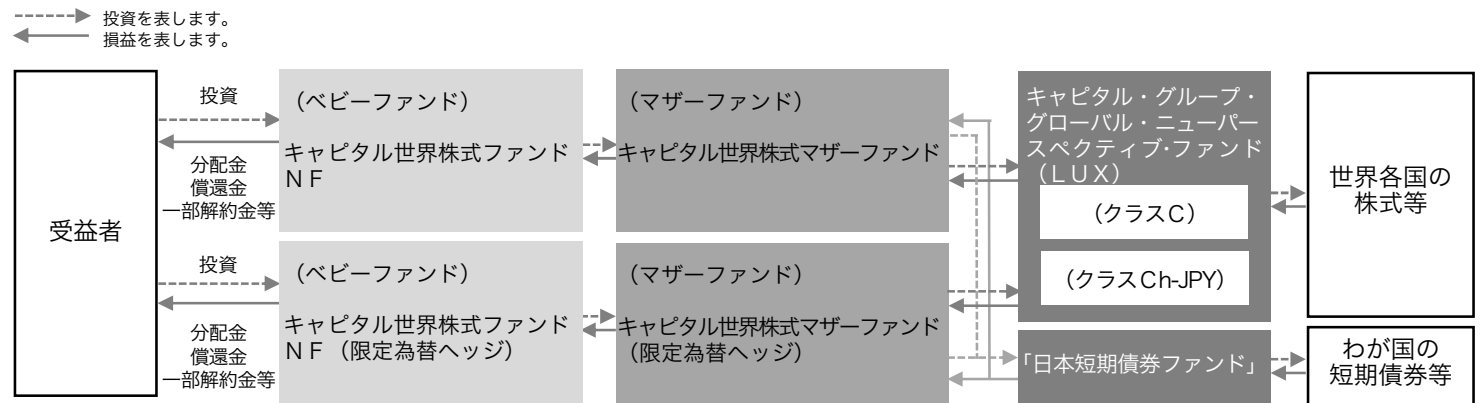 投資を表します。
損益を表します。
受益者
投資
分配金
償還金
一部解約金等
投資
分配金
償還金
一部解約金等
（ベビーファンド）
キャピタル世界株式ファンド
ＮＦ
（ベビーファンド）
キャピタル世界株式ファンド
ＮＦ（限定為替ヘッジ）
（マザーファンド）
キャピタル世界株式マザーファンド
（マザーファンド）
キャピタル世界株式マザーファンド
（限定為替ヘッジ）
キャピタル・グループ・
グローバル・ニューパー
スペクティブ・ファンド
（ＬＵＸ）
（クラスＣ）
（クラスＣh-JPY）
「日本短期債券ファンド」
世界各国の
株式等
わが国の
短期債券等